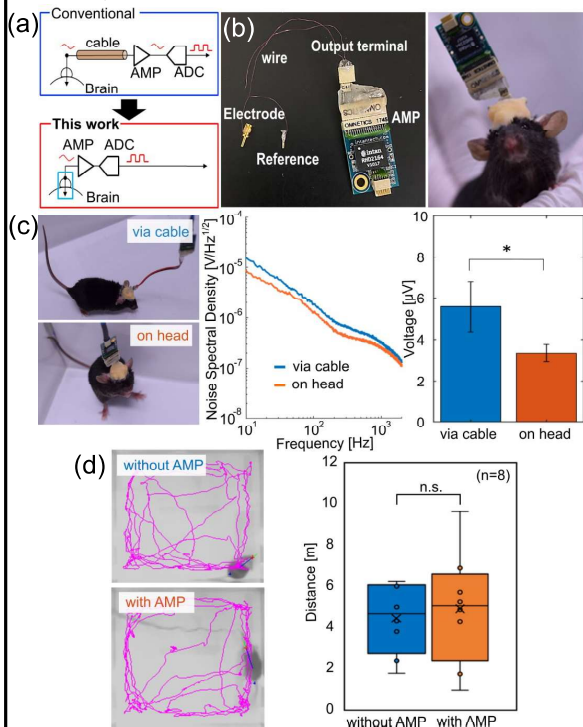 (a)
Conventional
cable
AMP
ADC
Brain
This work
AMP
ADC
Brain
(b)
wire
Output terminal
Electrode
AMP
Reference
OMNETICS 1748
intan
RHD2164
(c)
via cable
on head
Noise Spectral Density [V/Hz^1/2]
10^-4
10^-5
10^-6
10^-7
10^-8
via cable
on head
10^1
10^2
10^3
Frequency [Hz]
Voltage [µV]
10
8
6
4
2
0
*
via cable
on head
(d)
without AMP
with AMP
Distance [m]
12
10
8
6
4
2
0
n.s.
(n=8)
without AMP
with AMP